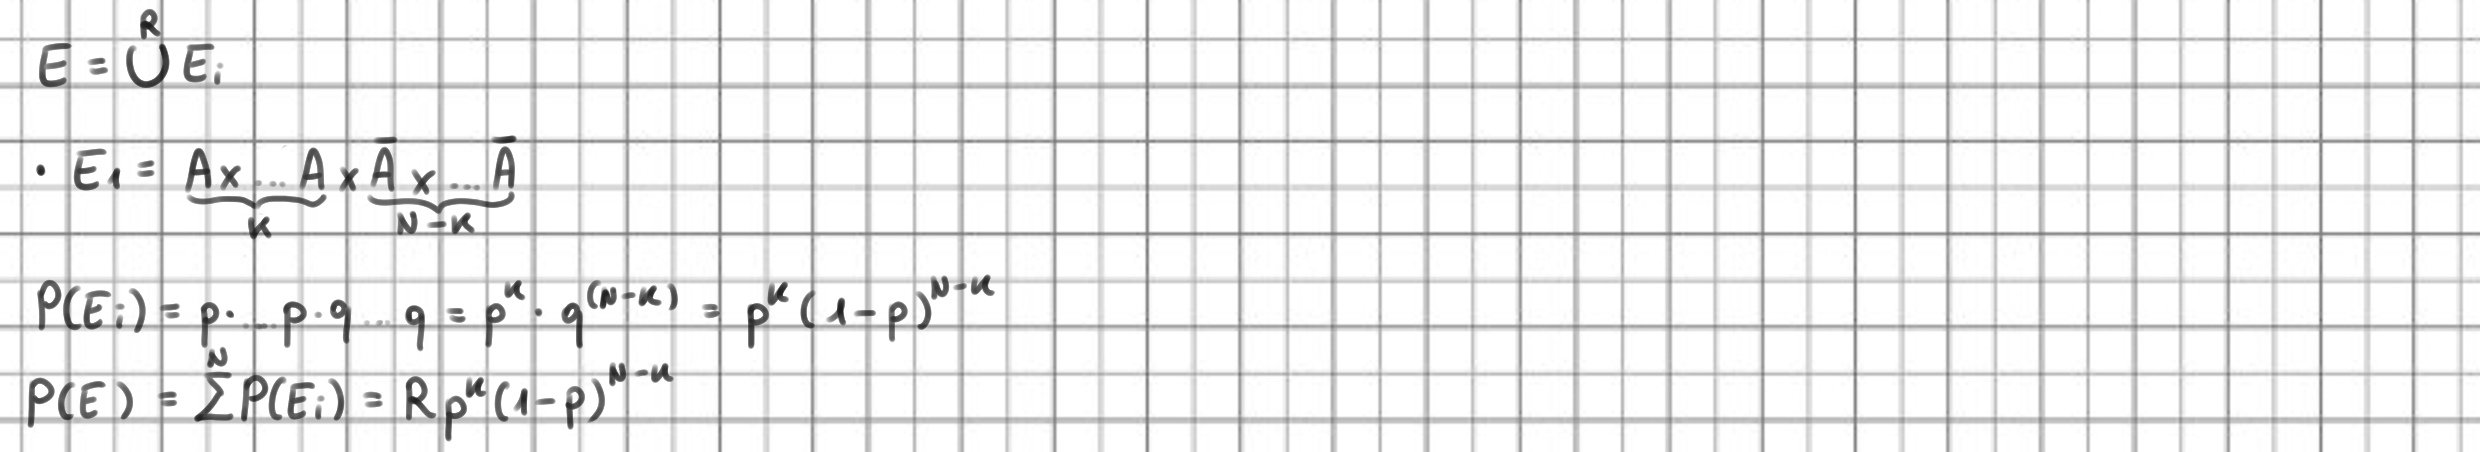 E = ⋃^R E_i
· E_1 = A x ... A x Ā x ... Ā
K N-K
P(E_i) = p · ... p · q ... q = p^K · q^(N-K) = p^K (1-p)^N-K
P(E) = Σ^N P(E_i) = R p^K (1-p)^N-K